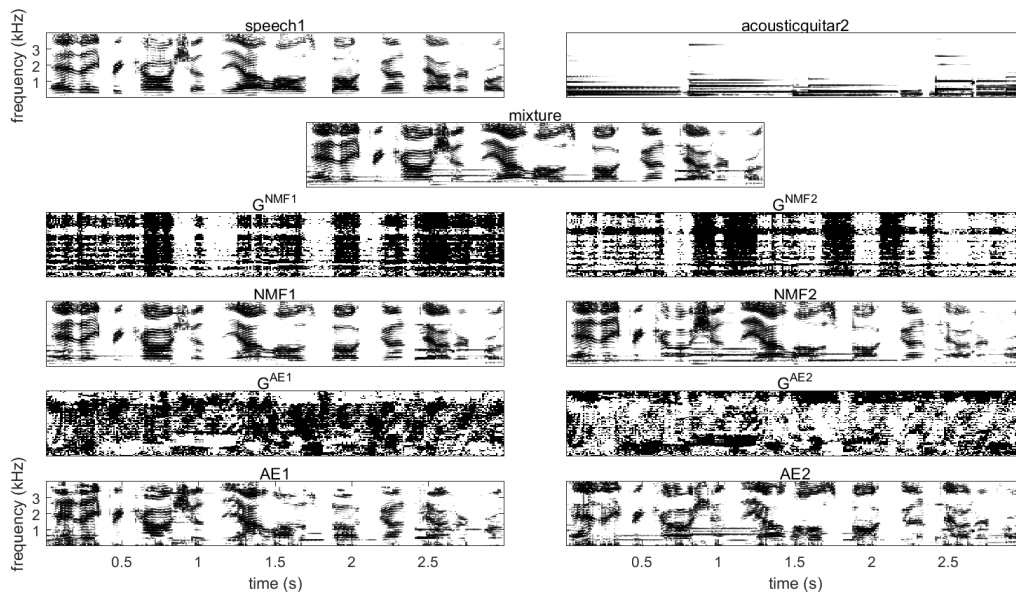 speech1
acousticguitar2
frequency (kHz)
3
2
1
mixture
G^NMF1
G^NMF2
NMF1
NMF2
G^AE1
G^AE2
AE1
AE2
frequency (kHz)
3
2
1
0.5 1 1.5 2 2.5
0.5 1 1.5 2 2.5
time (s)
time (s)